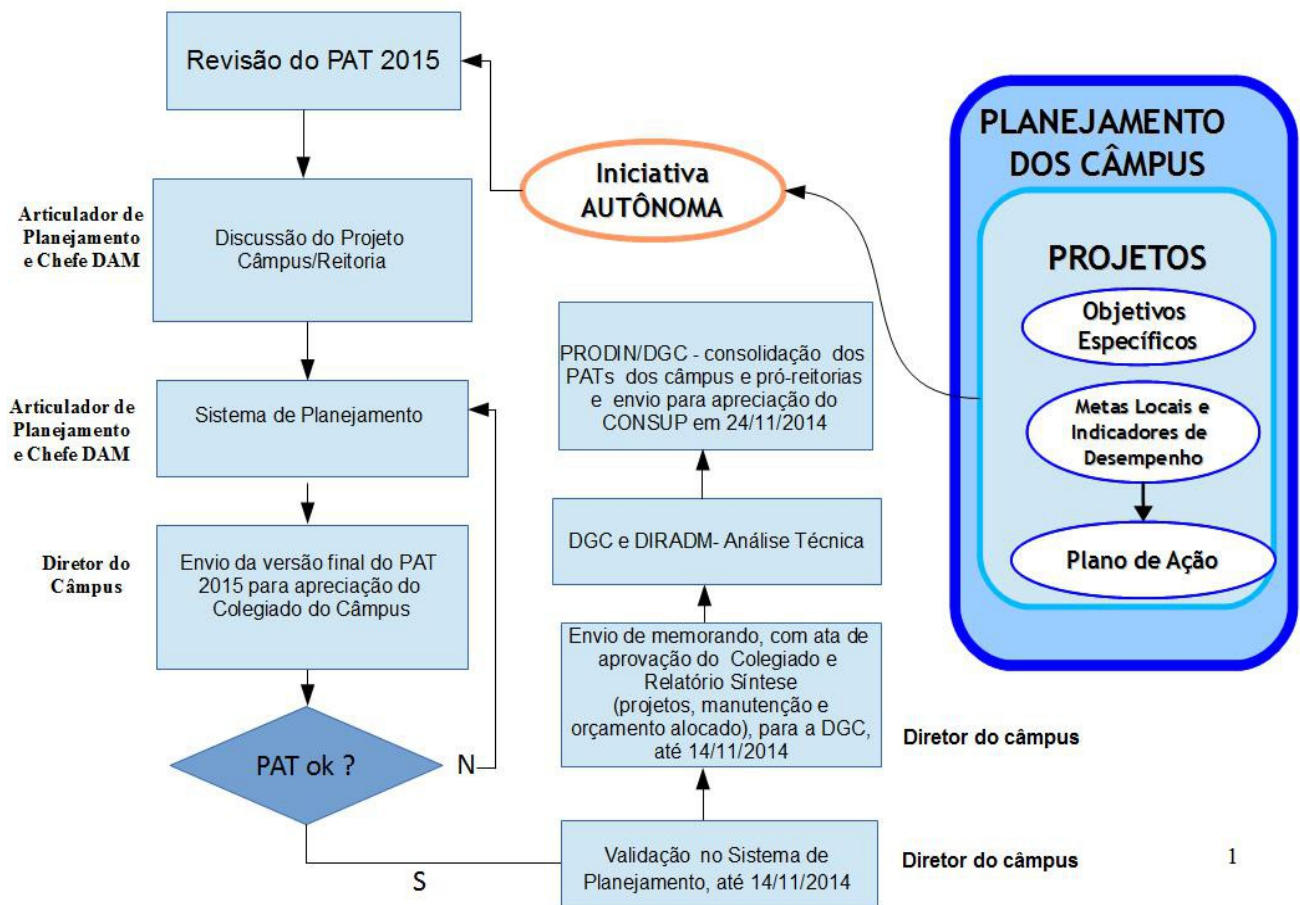 Revisão do PAT 2015
Articulador de
Planejamento
e Chefe DAM
Discussão do Projeto
Câmpus/Reitoria
Articulador de
Planejamento
e Chefe DAM
Sistema de Planejamento
Diretor do
Câmpus
Envio da versão final do PAT
2015 para apreciação do
Colegiado do Câmpus
PAT ok ?
N
S
Validação no Sistema de
Planejamento, até 14/11/2014
Diretor do câmpus
Envio de memorando, com ata de
aprovação do Colegiado e
Relatório Síntese
(projetos, manutenção e
orçamento alocado), para a DGC,
até 14/11/2014
Diretor do câmpus
DGC e DIRADM- Análise Técnica
PRODIN/DGC - consolidação dos
PATs dos câmpus e pró-reitorias
e envio para apreciação do
CONSUP em 24/11/2014
Iniciativa
AUTÔNOMA
PLANEJAMENTO
DOS CÂMPUS
PROJETOS
Objetivos
Específicos
Metas Locais e
Indicadores de
Desempenho
Plano de Ação
1